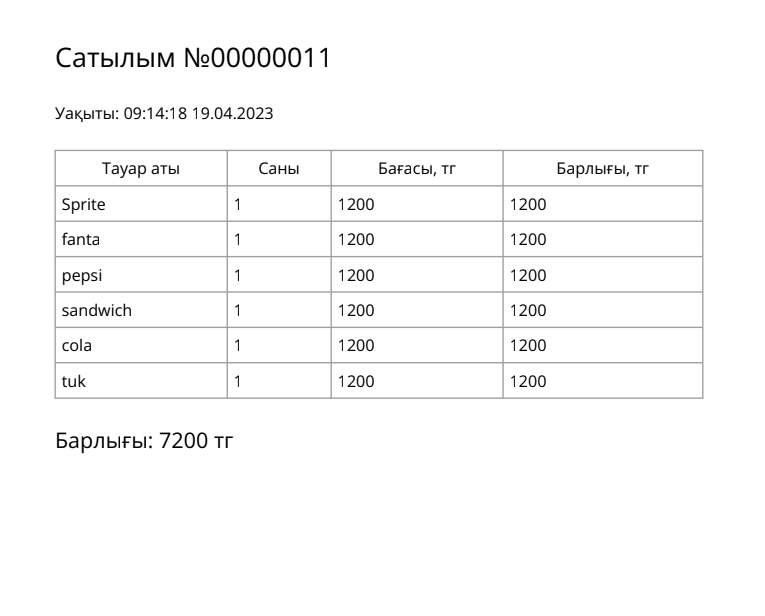 Сатылым №00000011
Уақыты: 09:14:18 19.04.2023
Тауар аты Саны Бағасы, тг Барлығы, тг
Sprite 1 1200 1200
fanta 1 1200 1200
pepsi 1 1200 1200
sandwich 1 1200 1200
cola 1 1200 1200
tuk 1 1200 1200
Барлығы: 7200 тг